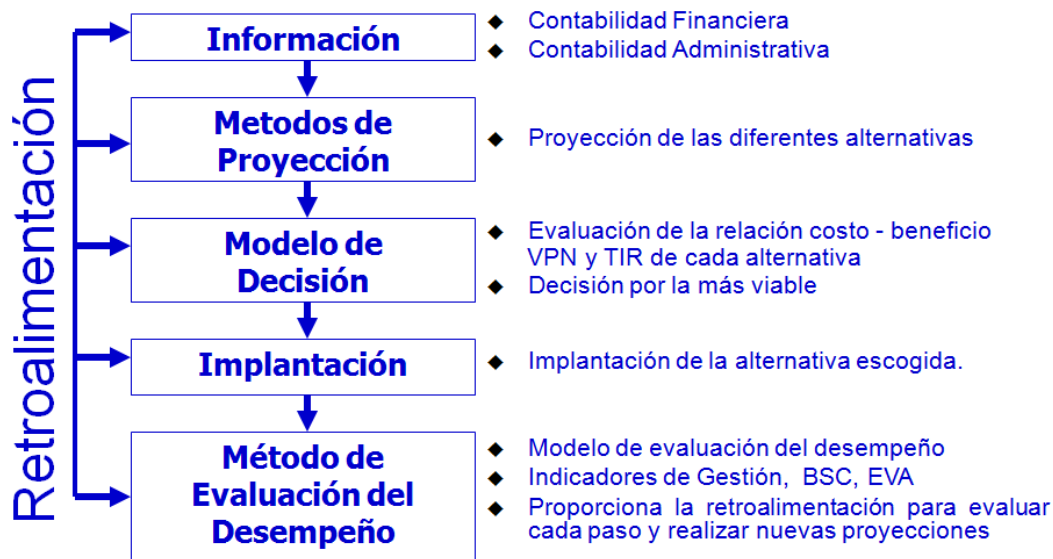 Retroalimentación
Información
Contabilidad Financiera
Contabilidad Administrativa
Metodos de
Proyección
Proyección de las diferentes alternativas
Modelo de
Decisión
Evaluación de la relación costo - beneficio
VPN y TIR de cada alternativa
Decisión por la más viable
Implantación
Implantación de la alternativa escogida.
Método de
Evaluación del
Desempeño
Modelo de evaluación del desempeño
Indicadores de Gestión, BSC, EVA
Proporciona la retroalimentación para evaluar
cada paso y realizar nuevas proyecciones